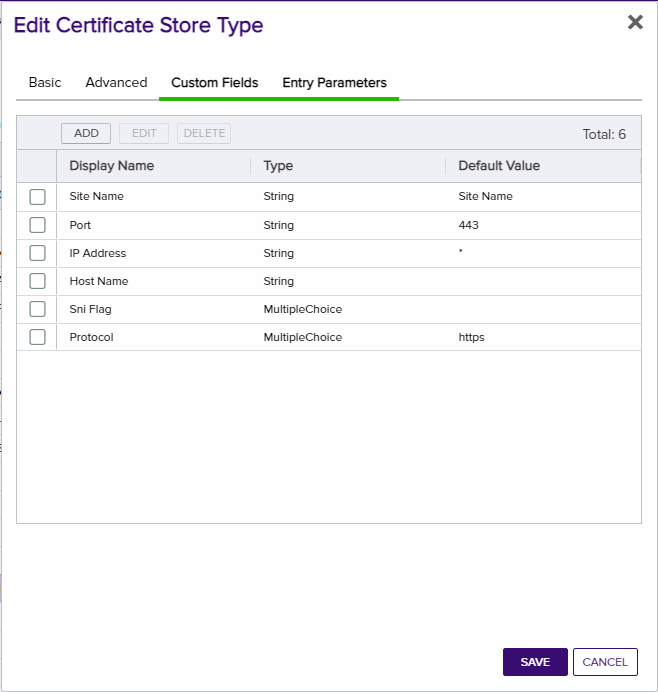 Edit Certificate Store Type
Basic Advanced Custom Fields Entry Parameters
ADD EDIT DELETE Total: 6
Display Name Type Default Value
Site Name String Site Name
Port String 443
IP Address String *
Host Name String
Sni Flag MultipleChoice
Protocol MultipleChoice https
SAVE CANCEL